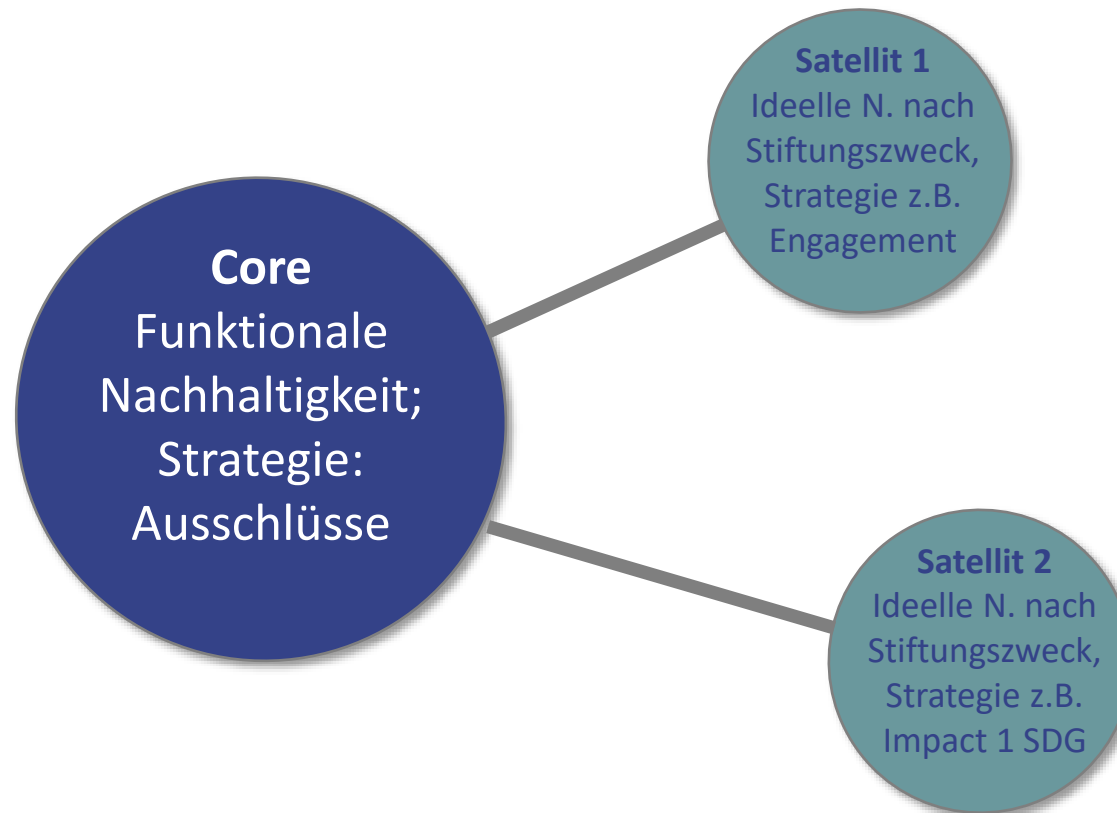 Core
Funktionale
Nachhaltigkeit;
Strategie:
Ausschlüsse
Satellit 1
Ideelle N. nach
Stiftungszweck,
Strategie z.B.
Engagement
Satellit 2
Ideelle N. nach
Stiftungszweck,
Strategie z.B.
Impact 1 SDG